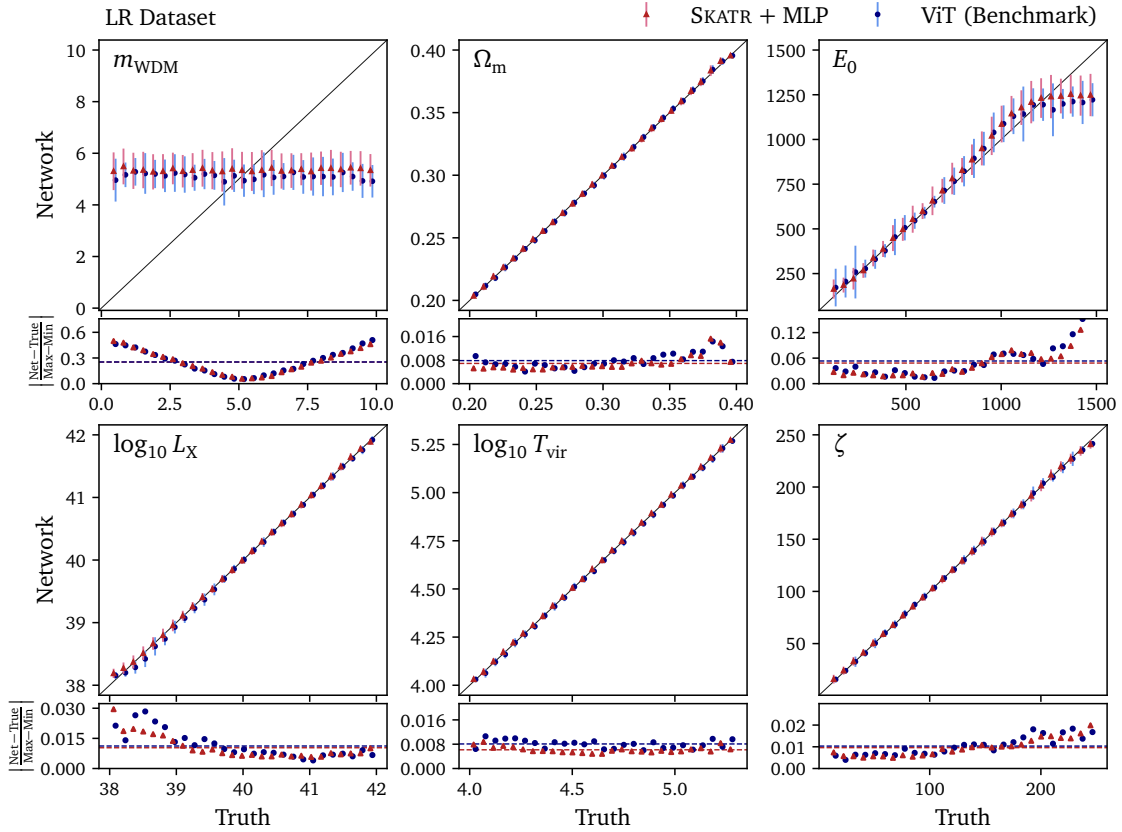 LR Dataset
SKATR + MLP
ViT (Benchmark)
m_WDM
Network
10
8
6
4
2
0
|Net−True / Max−Min|
0.6
0.3
0.0
0.0 2.5 5.0 7.5 10.0
Ω_m
0.40
0.35
0.30
0.25
0.20
0.016
0.008
0.000
0.20 0.25 0.30 0.35 0.40
E_0
1500
1250
1000
750
500
250
0.12
0.06
0.00
500 1000 1500
log_10 L_X
Network
42
41
40
39
38
|Net−True / Max−Min|
0.030
0.015
0.000
38 39 40 41 42
Truth
log_10 T_vir
5.25
5.00
4.75
4.50
4.25
4.00
0.016
0.008
0.000
4.0 4.5 5.0
Truth
ζ
250
200
150
100
50
0.02
0.01
0.00
100 200
Truth